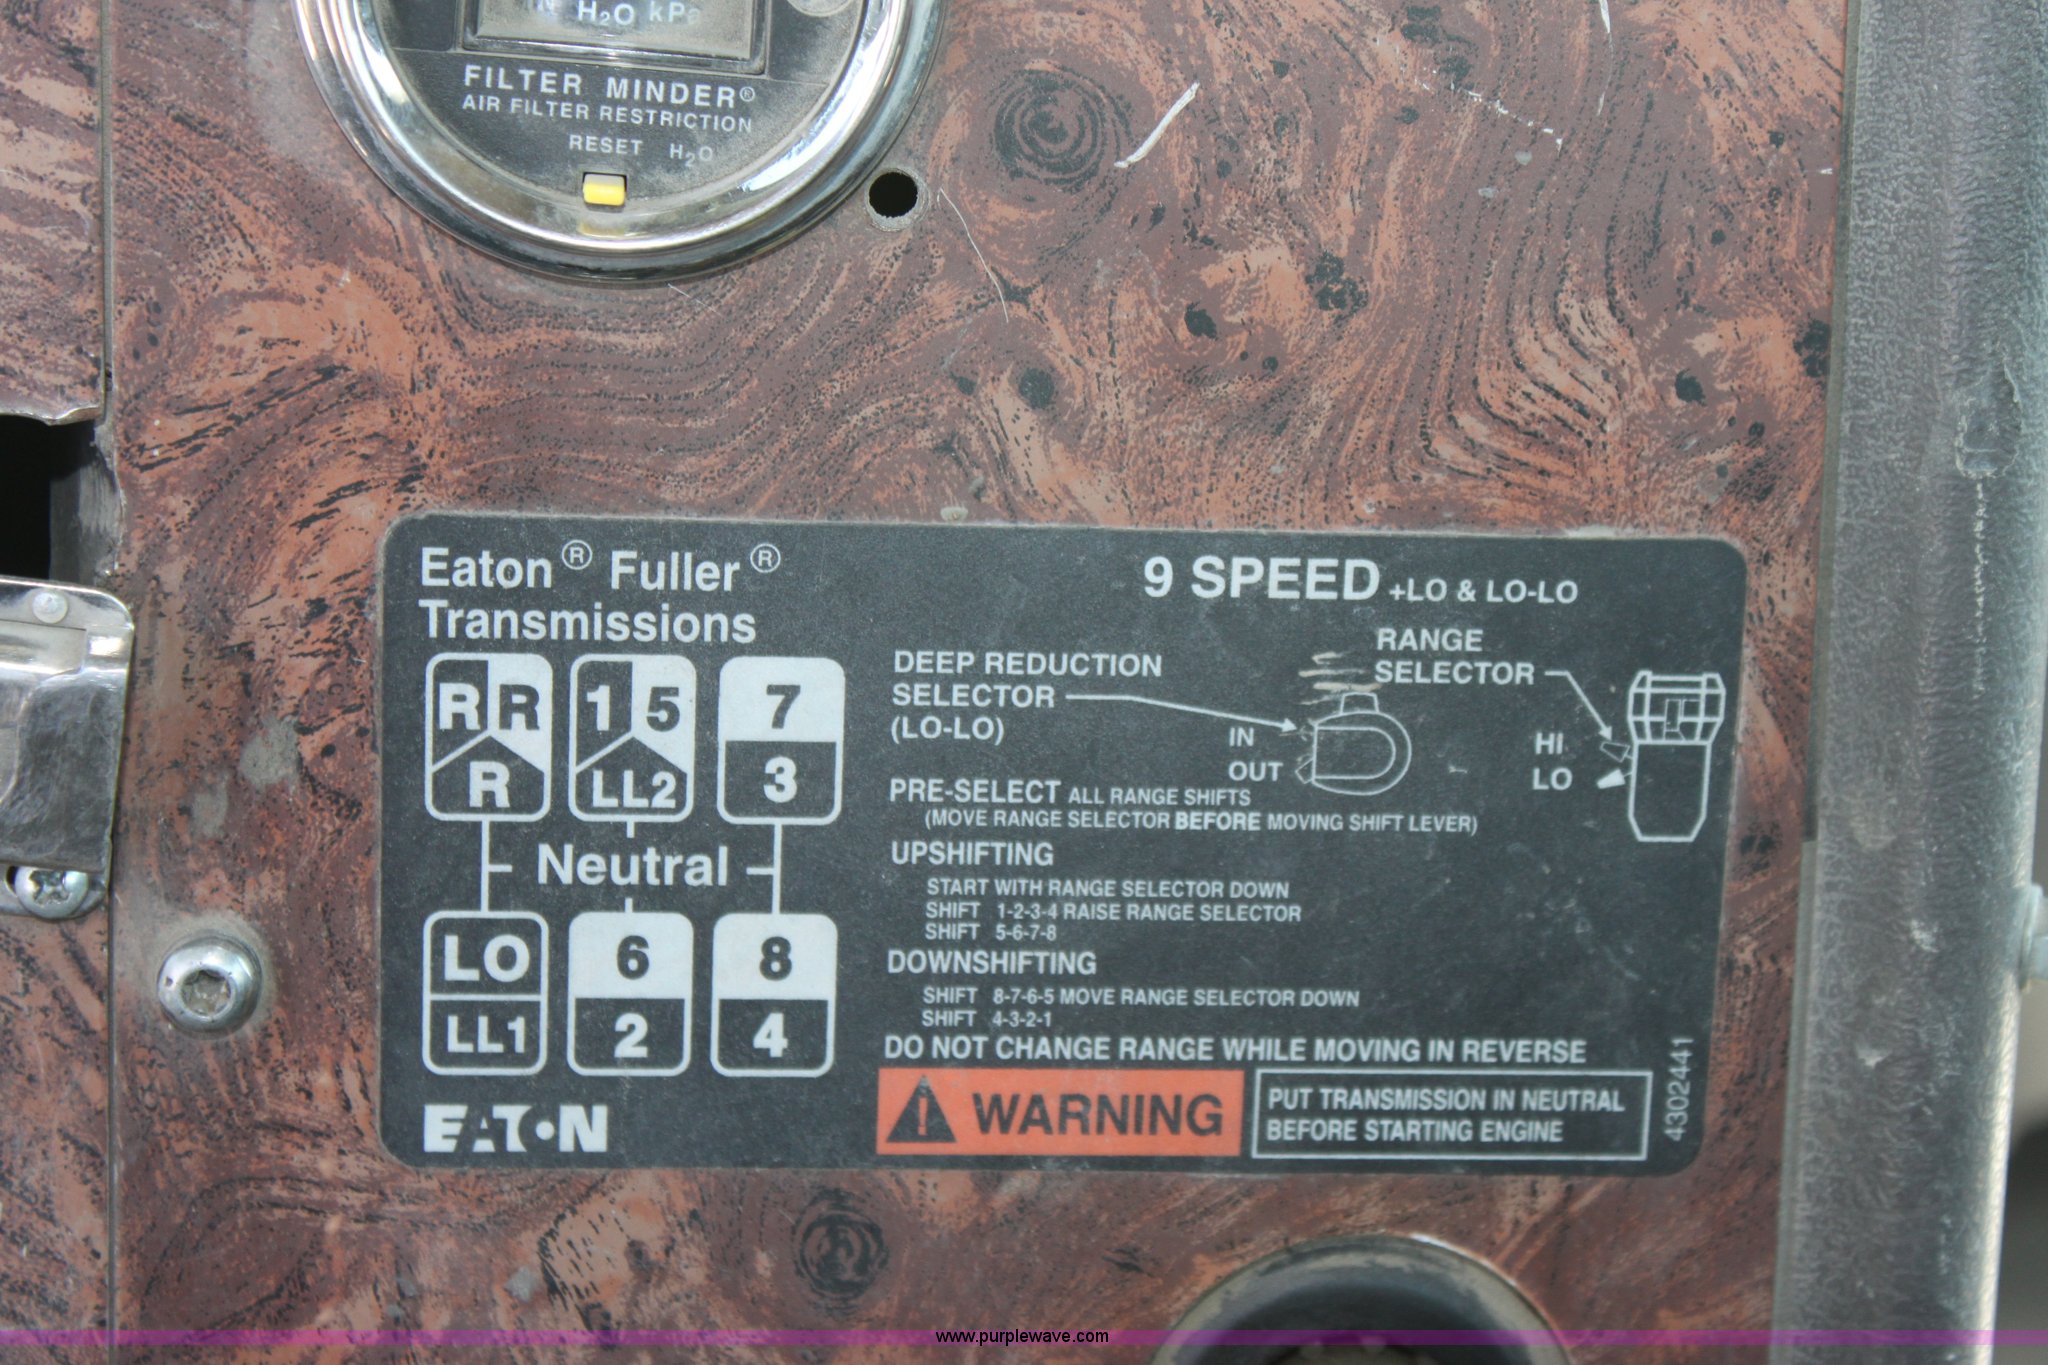 H₂O kPa
FILTER MINDER®
AIR FILTER RESTRICTION
RESET H₂O
Eaton® Fuller®
Transmissions
R R
R
1 5
LL2
7
3
Neutral
LO
LL1
6
2
8
4
EATON
9 SPEED +LO & LO-LO
DEEP REDUCTION
SELECTOR
(LO-LO)
IN
OUT
RANGE
SELECTOR
HI
LO
PRE-SELECT ALL RANGE SHIFTS
(MOVE RANGE SELECTOR BEFORE MOVING SHIFT LEVER)
UPSHIFTING
START WITH RANGE SELECTOR DOWN
SHIFT 1-2-3-4 RAISE RANGE SELECTOR
SHIFT 5-6-7-8
DOWNSHIFTING
SHIFT 8-7-6-5 MOVE RANGE SELECTOR DOWN
SHIFT 4-3-2-1
DO NOT CHANGE RANGE WHILE MOVING IN REVERSE
WARNING
PUT TRANSMISSION IN NEUTRAL
BEFORE STARTING ENGINE
4302441
www.purplewave.com